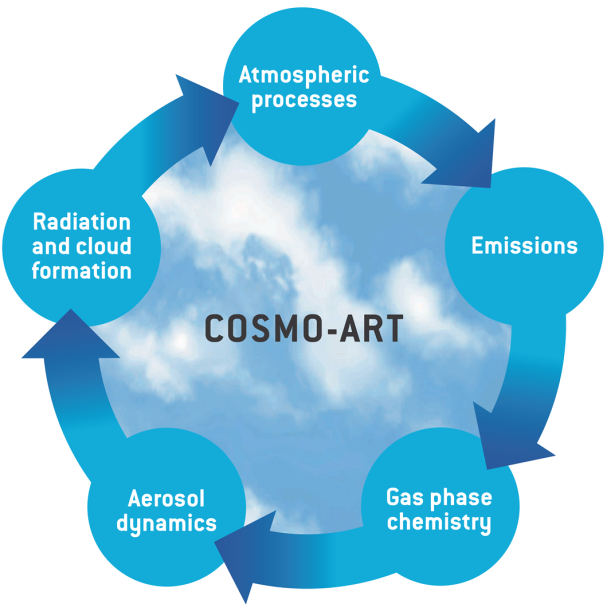 Atmospheric
processes
Emissions
Gas phase
chemistry
Aerosol
dynamics
Radiation
and cloud
formation
COSMO-ART